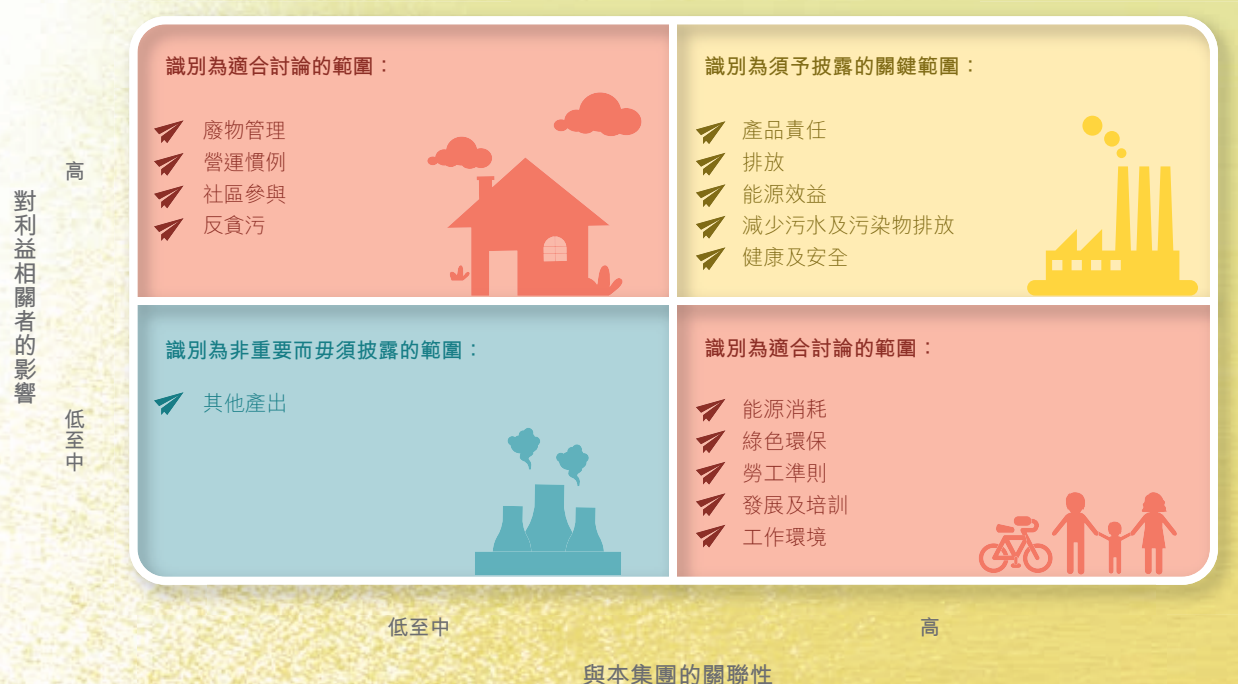 對利益相關者的影響
高
低至中
識別為適合討論的範圍：
廢物管理
營運慣例
社區參與
反貪污
識別為須予披露的關鍵範圍：
產品責任
排放
能源效益
減少污水及污染物排放
健康及安全
識別為非重要而毋須披露的範圍：
其他產出
識別為適合討論的範圍：
能源消耗
綠色環保
勞工準則
發展及培訓
工作環境
低至中
高
與本集團的關聯性